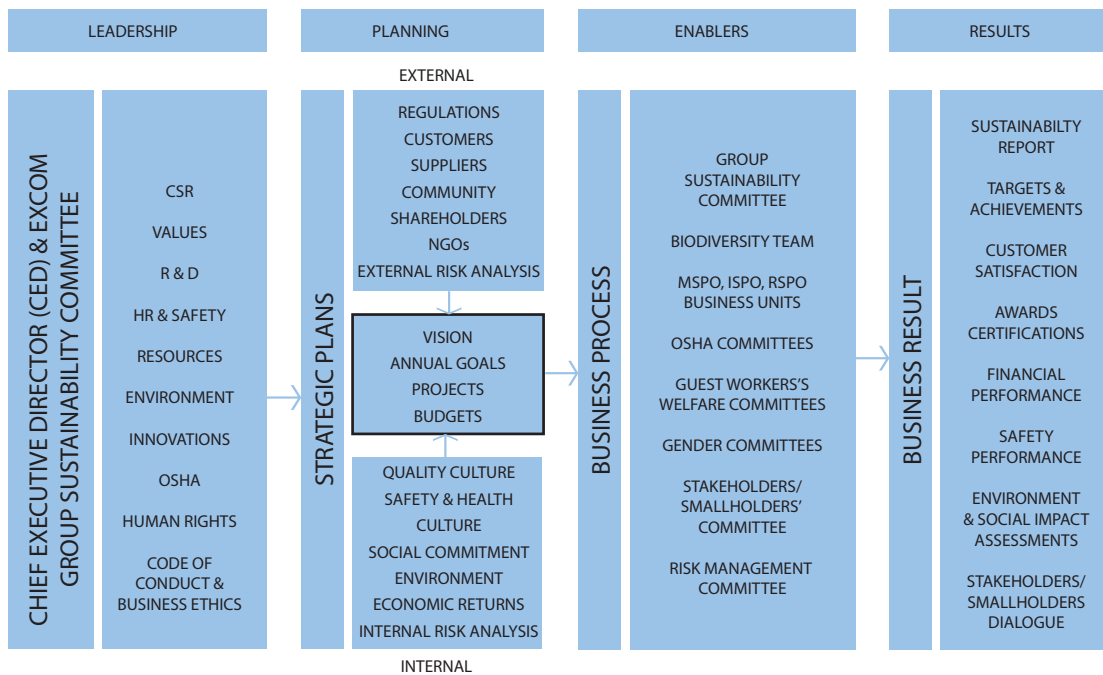 LEADERSHIP
PLANNING
ENABLERS
RESULTS
CHIEF EXECUTIVE DIRECTOR (CED) & EXCOM
GROUP SUSTAINABILITY COMMITTEE
CSR
VALUES
R & D
HR & SAFETY
RESOURCES
ENVIRONMENT
INNOVATIONS
OSHA
HUMAN RIGHTS
CODE OF
CONDUCT &
BUSINESS ETHICS
STRATEGIC PLANS
EXTERNAL
REGULATIONS
CUSTOMERS
SUPPLIERS
COMMUNITY
SHAREHOLDERS
NGOs
EXTERNAL RISK ANALYSIS
VISION
ANNUAL GOALS
PROJECTS
BUDGETS
QUALITY CULTURE
SAFETY & HEALTH
CULTURE
SOCIAL COMMITMENT
ENVIRONMENT
ECONOMIC RETURNS
INTERNAL RISK ANALYSIS
INTERNAL
BUSINESS PROCESS
GROUP
SUSTAINABILITY
COMMITTEE
BIODIVERSITY TEAM
MSPO, ISPO, RSPO
BUSINESS UNITS
OSHA COMMITTEES
GUEST WORKERS'S
WELFARE COMMITTEES
GENDER COMMITTEES
STAKEHOLDERS/
SMALLHOLDERS'
COMMITTEE
RISK MANAGEMENT
COMMITTEE
BUSINESS RESULT
SUSTAINABILTY
REPORT
TARGETS &
ACHIEVEMENTS
CUSTOMER
SATISFACTION
AWARDS
CERTIFICATIONS
FINANCIAL
PERFORMANCE
SAFETY
PERFORMANCE
ENVIRONMENT
& SOCIAL IMPACT
ASSESSMENTS
STAKEHOLDERS/
SMALLHOLDERS
DIALOGUE